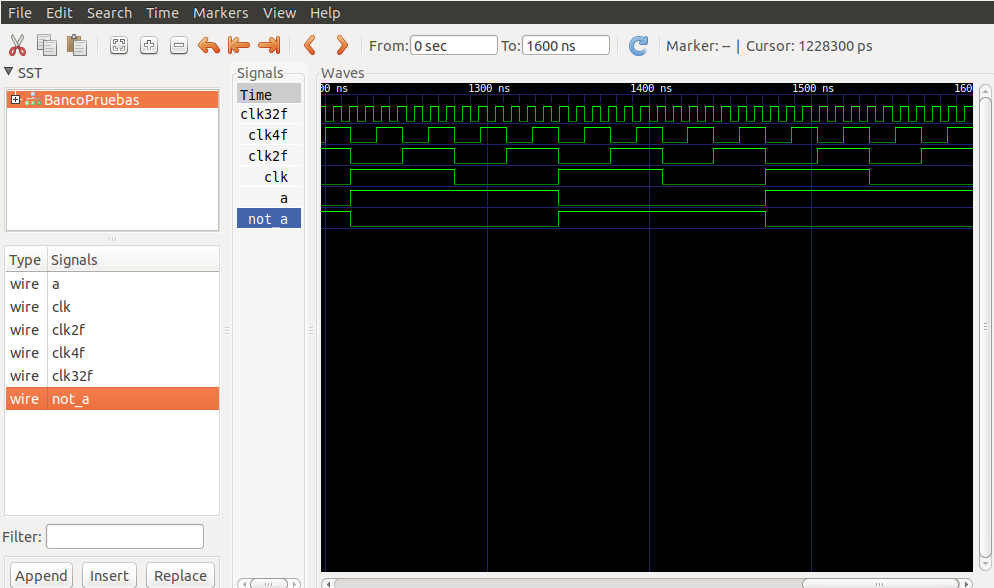 File Edit Search Time Markers View Help
From: 0 sec To: 1600 ns Marker: -- | Cursor: 1228300 ps
SST
BancoPruebas
Type Signals
wire a
wire clk
wire clk2f
wire clk4f
wire clk32f
wire not_a
Filter:
Append Insert Replace
Signals
Time
clk32f
clk4f
clk2f
clk
a
not_a
Waves
00 ns 1300 ns 1400 ns 1500 ns 1600